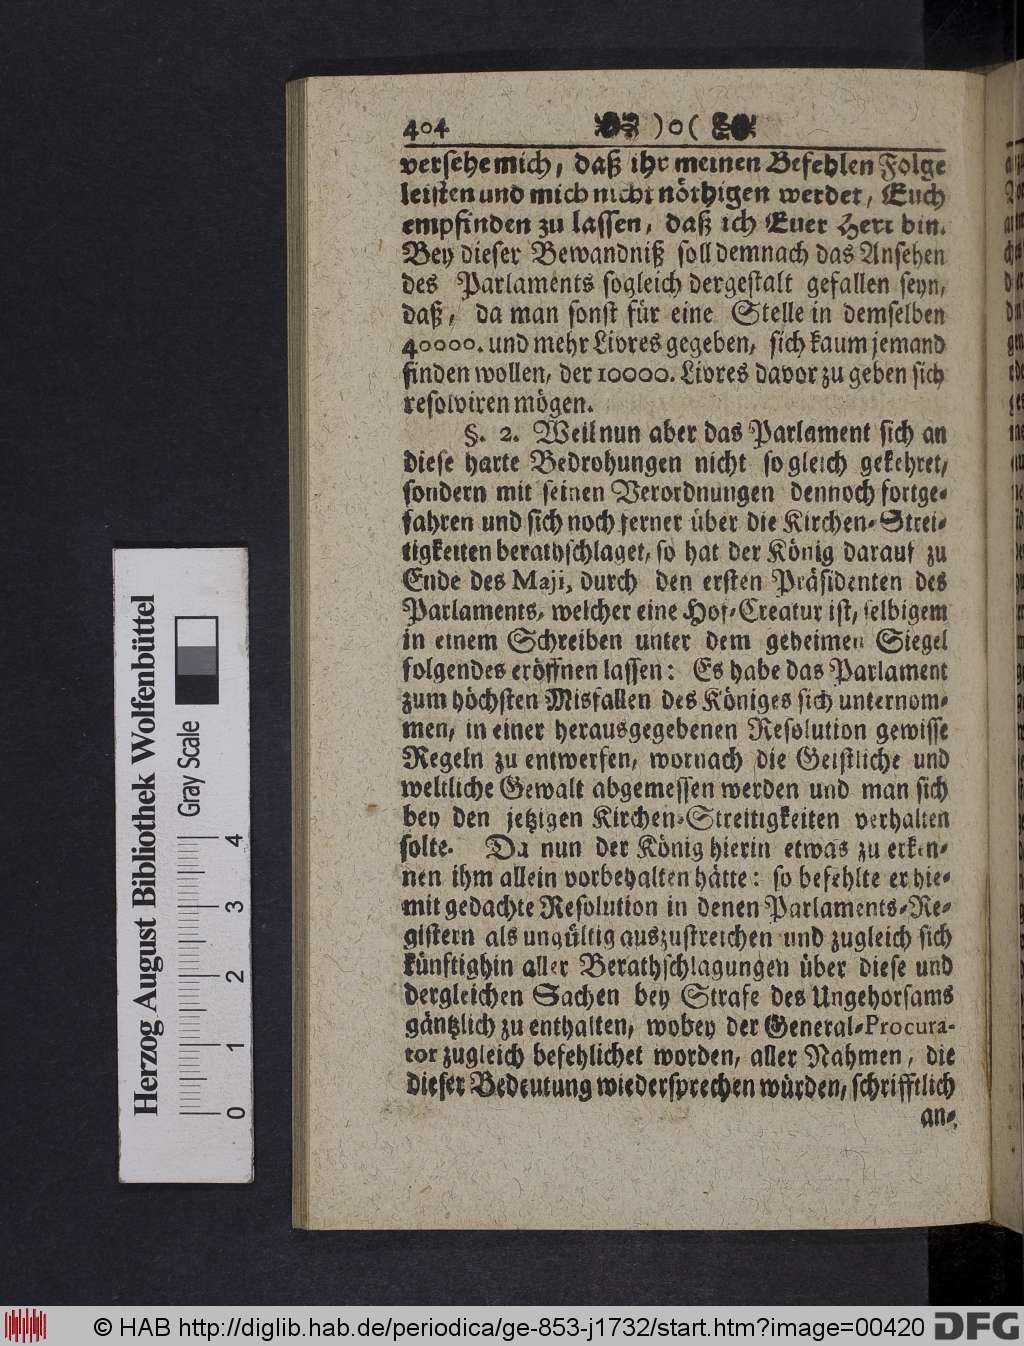 404 )o(
versehe mich, daß ihr meinen Befehlen Folge
leisten und mich nicht nöthigen werdet, Euch
empfinden zu lassen, daß ich Euer Herr bin.
Bey dieser Bewandniß soll demnach das Ansehen
des Parlaments sogleich dergestalt gefallen seyn,
daß, da man sonst für eine Stelle in demselben
40000. und mehr Livres gegeben, sich kaum jemand
finden wollen, der 10000. Livres davor zu geben sich
resolviren mögen.
§. 2. Weil nun aber das Parlament sich an
diese harte Bedrohungen nicht so gleich gekehret,
sondern mit seinen Verordnungen dennoch fortge-
fahren und sich noch ferner über die Kirchen-Strei-
tigkeiten berathschlaget, so hat der König darauf zu
Ende des Maji, durch den ersten Präsidenten des
Parlaments, welcher eine Hof-Creatur ist, selbigem
in einem Schreiben unter dem geheimen Siegel
folgendes eröffnen lassen: Es habe das Parlament
zum höchsten Misfallen des Königes sich unternom-
men, in einer herausgegebenen Resolution gewisse
Regeln zu entwerfen, wornach die Geistliche und
weltliche Gewalt abgemessen werden und man sich
bey den jetzigen Kirchen-Streitigkeiten verhalten
solte. Da nun der König hierin etwas zu erken-
nen ihm allein vorbehalten hätte: so befehlte er hie-
mit gedachte Resolution in denen Parlaments-Re-
gistern als ungültig auszustreichen und zugleich sich
künftighin aller Berathschlagungen über diese und
dergleichen Sachen bey Strafe des Ungehorsams
gäntzlich zu enthalten, wobey der General-Procura-
tor zugleich befehlichet worden, aller Nahmen, die
dieser Bedeutung wiedersprechen würden, schrifftlich
an-
Herzog August Bibliothek Wolfenbüttel
Gray Scale
0 1 2 3 4
© HAB http://diglib.hab.de/periodica/ge-853-j1732/start.htm?image=00420
DFG